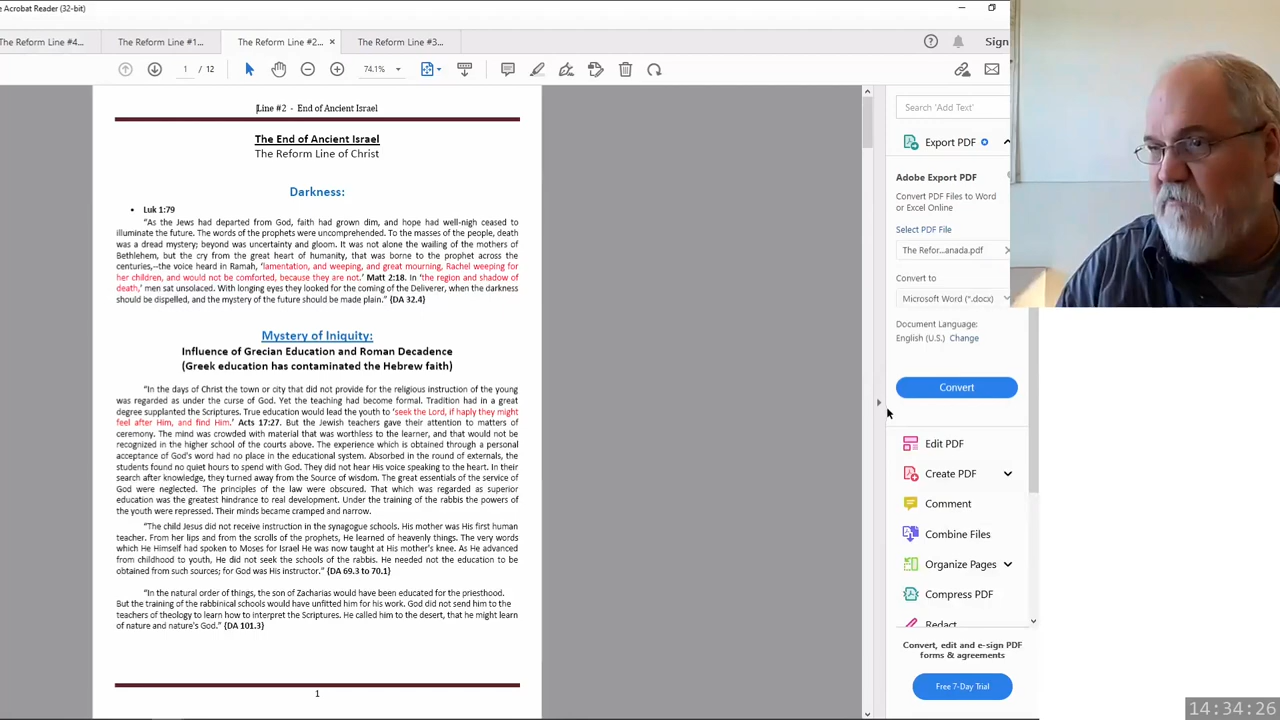 e Acrobat Reader (32-bit)
The Reform Line #4...
The Reform Line #1...
The Reform Line #2...
The Reform Line #3...
Sign
1 / 12
74.1%
Line #2 - End of Ancient Israel
The End of Ancient Israel
The Reform Line of Christ
Darkness:
• Luk 1:79
"As the Jews had departed from God, faith had grown dim, and hope had well-nigh ceased to
illuminate the future. The words of the prophets were uncomprehended. To the masses of the people, death
was a dread mystery; beyond was uncertainty and gloom. It was not alone the wailing of the mothers of
Bethlehem, but the cry from the great heart of humanity, that was borne to the prophet across the
centuries,--the voice heard in Ramah, 'lamentation, and weeping, and great mourning, Rachel weeping for
her children, and would not be comforted, because they are not.' Matt 2:18. In 'the region and shadow of
death,' men sat unsolaced. With longing eyes they looked for the coming of the Deliverer, when the darkness
should be dispelled, and the mystery of the future should be made plain." {DA 32.4}
Mystery of Iniquity:
Influence of Grecian Education and Roman Decadence
(Greek education has contaminated the Hebrew faith)
"In the days of Christ the town or city that did not provide for the religious instruction of the young
was regarded as under the curse of God. Yet the teaching had become formal. Tradition had in a great
degree supplanted the Scriptures. True education would lead the youth to 'seek the Lord, if haply they might
feel after Him, and find Him.' Acts 17:27. But the Jewish teachers gave their attention to matters of
ceremony. The mind was crowded with material that was worthless to the learner, and that would not be
recognized in the higher school of the courts above. The experience which is obtained through a personal
acceptance of God's word had no place in the educational system. Absorbed in the round of externals, the
students found no quiet hours to spend with God. They did not hear His voice speaking to the heart. In their
search after knowledge, they turned away from the Source of wisdom. The great essentials of the service of
God were neglected. The principles of the law were obscured. That which was regarded as superior
education was the greatest hindrance to real development. Under the training of the rabbis the powers of
the youth were repressed. Their minds became cramped and narrow.
"The child Jesus did not receive instruction in the synagogue schools. His mother was His first human
teacher. From her lips and from the scrolls of the prophets, He learned of heavenly things. The very words
which He Himself had spoken to Moses for Israel He was now taught at His mother's knee. As He advanced
from childhood to youth, He did not seek the schools of the rabbis. He needed not the education to be
obtained from such sources; for God was His instructor." {DA 69.3 to 70.1}
"In the natural order of things, the son of Zacharias would have been educated for the priesthood.
But the training of the rabbinical schools would have unfitted him for his work. God did not send him to the
teachers of theology to learn how to interpret the Scriptures. He called him to the desert, that he might learn
of nature and nature's God." {DA 101.3}
1
Search 'Add Text'
Export PDF
Adobe Export PDF
Convert PDF Files to Word
or Excel Online
Select PDF File
The Refor...anada.pdf
Convert to
Microsoft Word (*.docx)
Document Language:
English (U.S.) Change
Convert
Edit PDF
Create PDF
Comment
Combine Files
Organize Pages
Compress PDF
Redact
Convert, edit and e-sign PDF
forms & agreements
Free 7-Day Trial
14:34:26